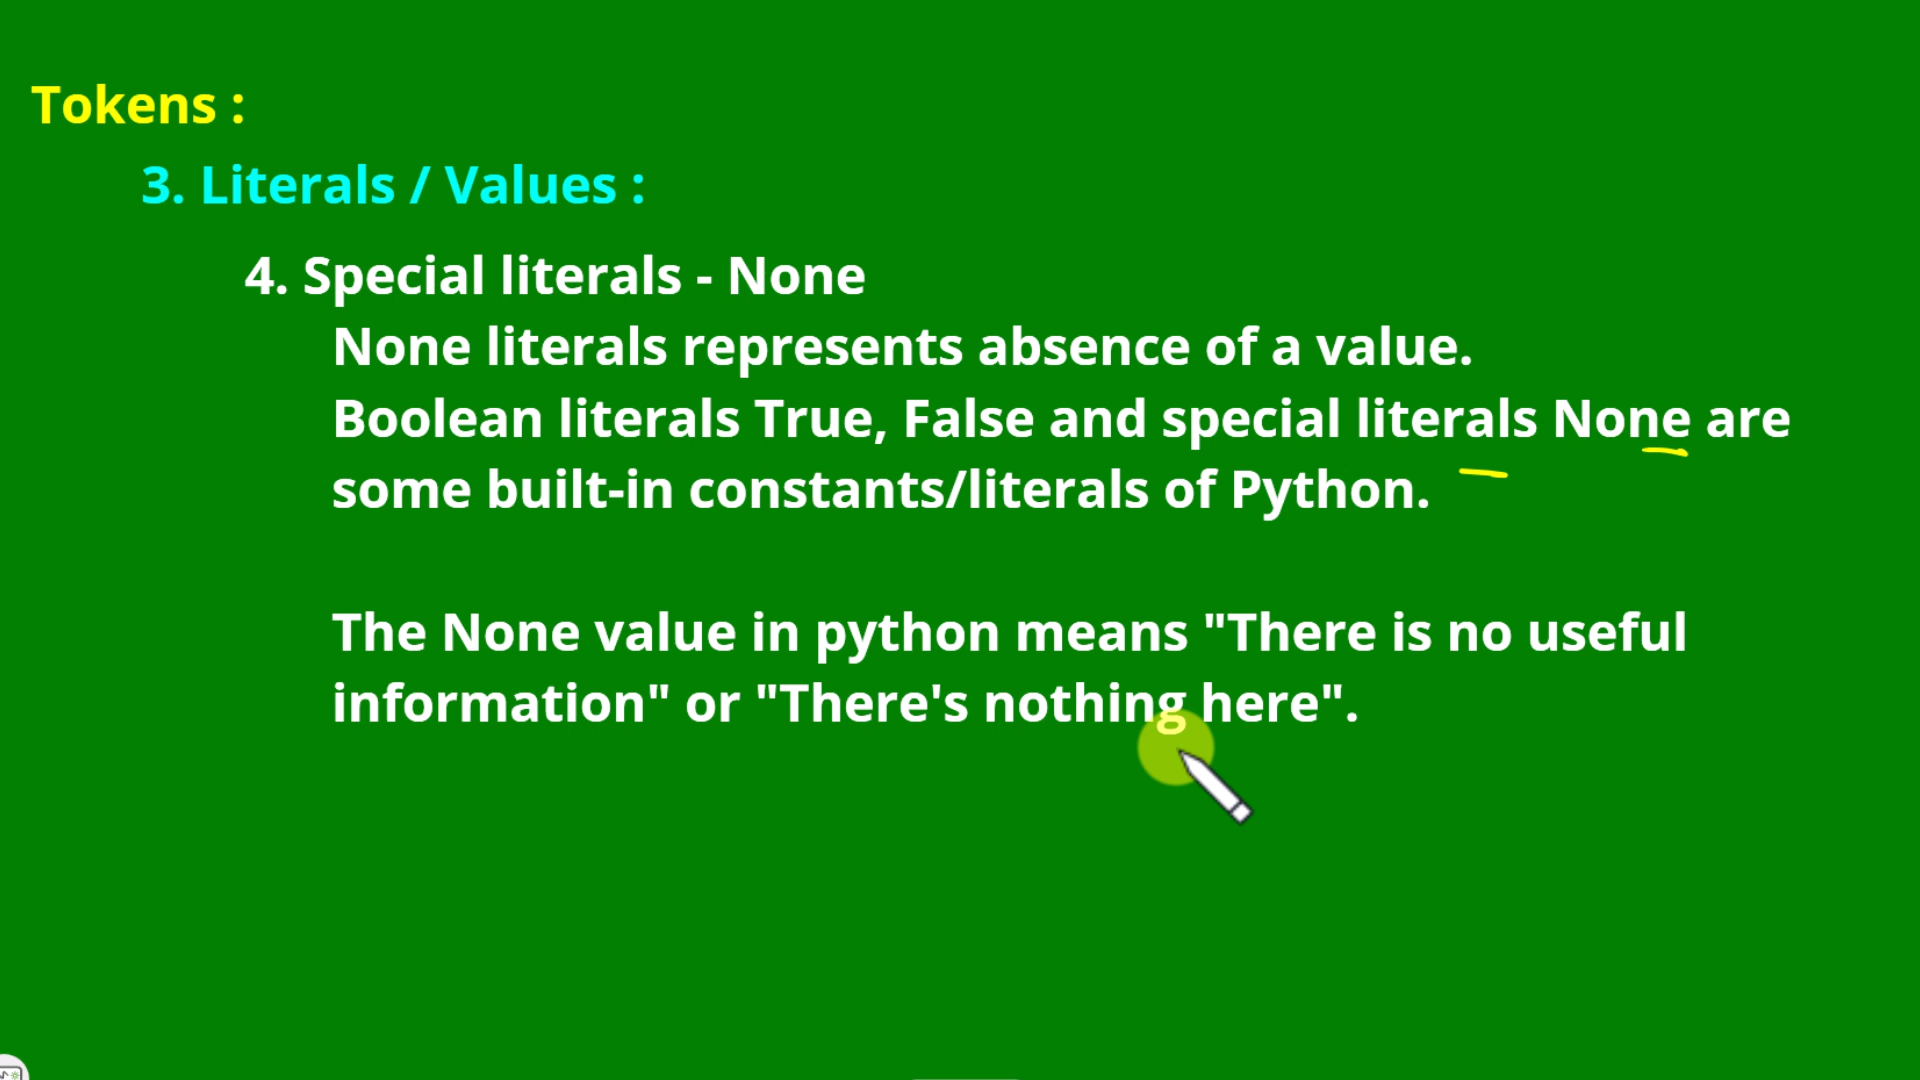 Tokens :
3. Literals / Values :
4. Special literals - None
None literals represents absence of a value.
Boolean literals True, False and special literals None are
some built-in constants/literals of Python.
The None value in python means "There is no useful
information" or "There's nothing here".